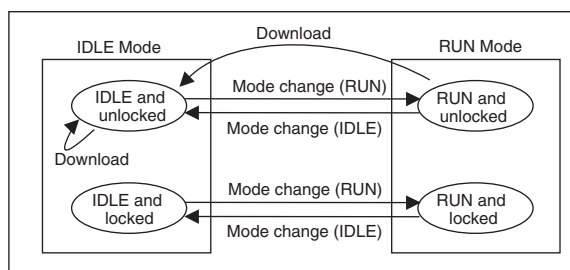 Download
IDLE Mode
RUN Mode
IDLE and
unlocked
Mode change (RUN)
RUN and
unlocked
Mode change (IDLE)
Download
IDLE and
locked
Mode change (RUN)
RUN and
locked
Mode change (IDLE)